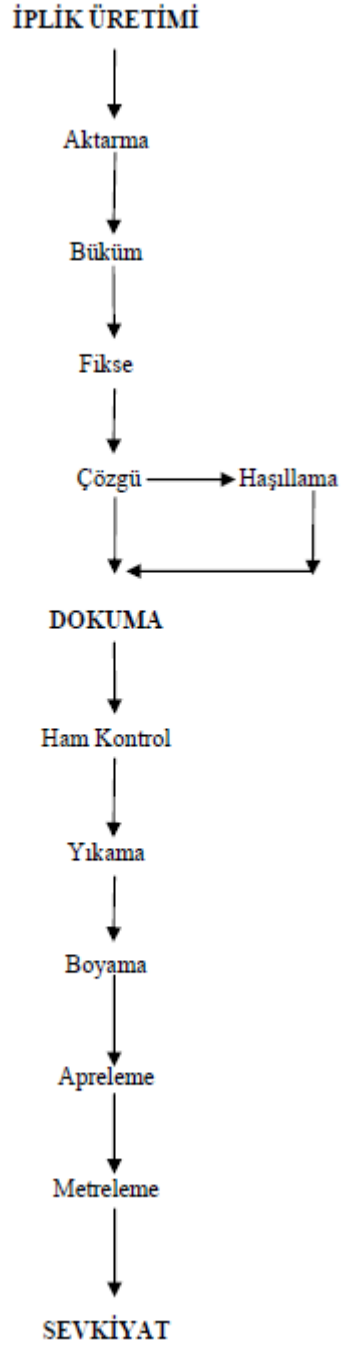 İPLİK ÜRETİMİ
Aktarma
Büküm
Fikse
Çözgü Haşıllama
DOKUMA
Ham Kontrol
Yıkama
Boyama
Apreleme
Metreleme
SEVKİYAT